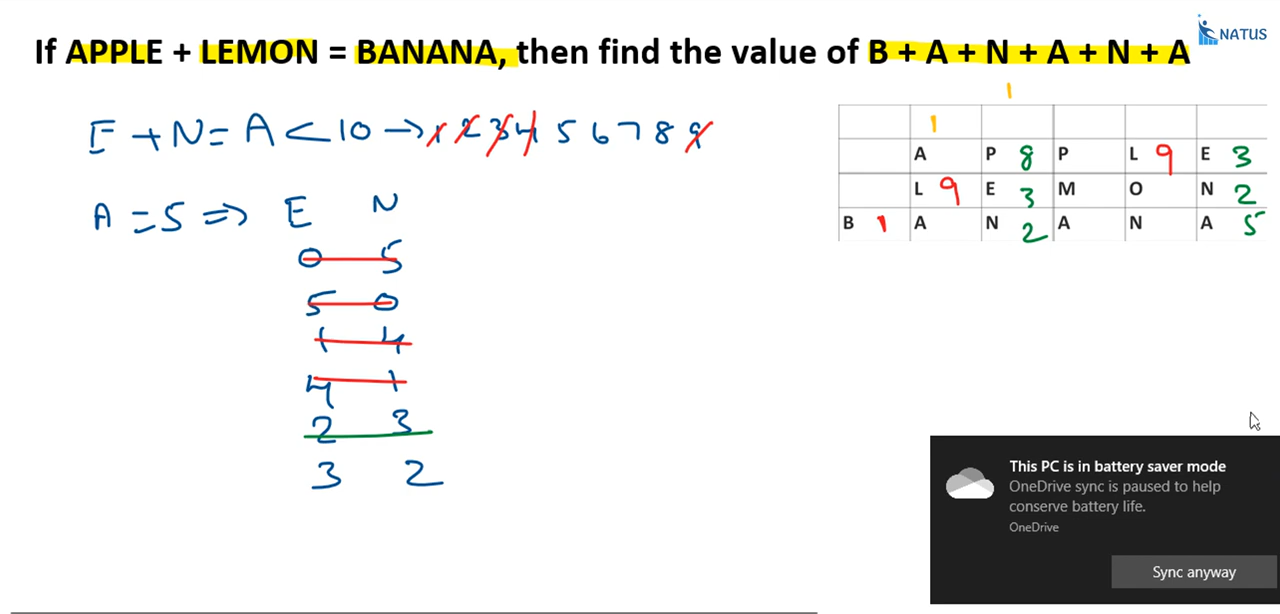 NATUS
If APPLE + LEMON = BANANA, then find the value of B + A + N + A + N + A
1
E + N = A < 10 → 1 2 3 4 5 6 7 8 9
1
A P 8 P L 9 E 3
L 9 E 3 M O N 2
B 1 A N 2 A N A 5
A = 5 ⇒ E N
0 5
5 0
1 4
4 1
2 3
3 2
This PC is in battery saver mode
OneDrive sync is paused to help
conserve battery life.
OneDrive
Sync anyway